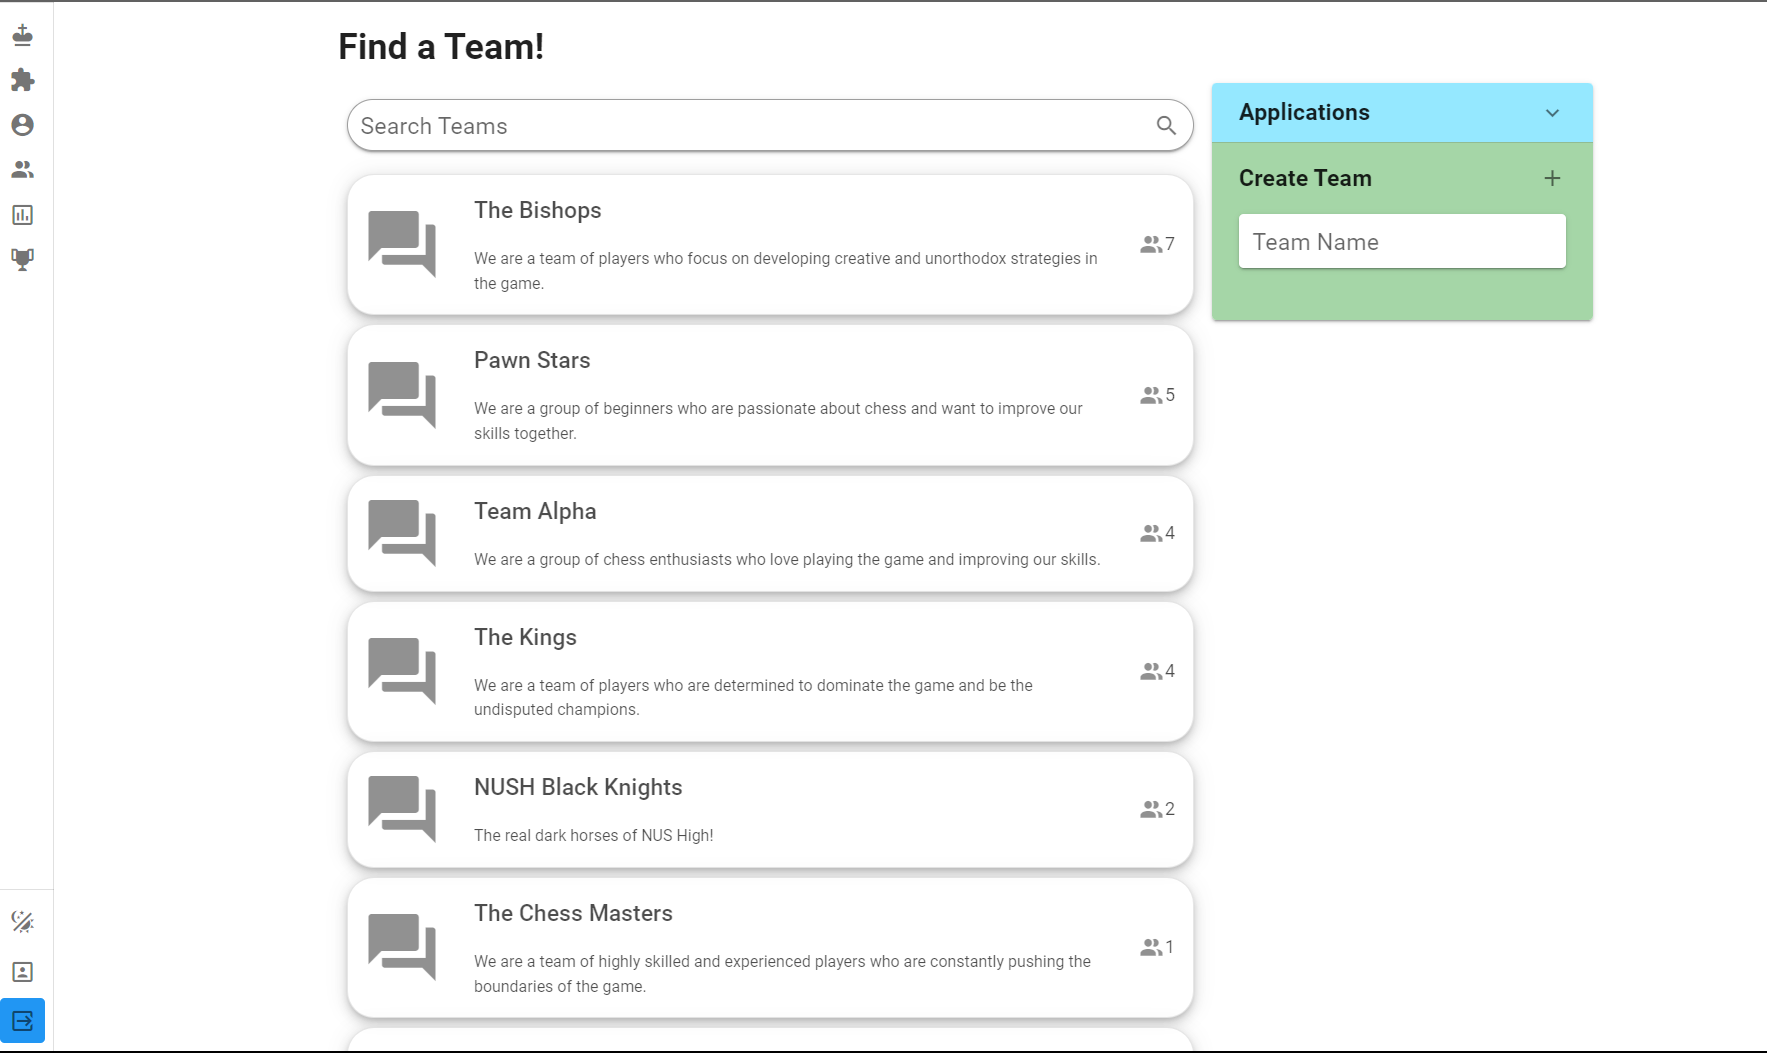 Find a Team!
Search Teams
The Bishops
We are a team of players who focus on developing creative and unorthodox strategies in
the game.
7
Pawn Stars
We are a group of beginners who are passionate about chess and want to improve our
skills together.
5
Team Alpha
We are a group of chess enthusiasts who love playing the game and improving our skills.
4
The Kings
We are a team of players who are determined to dominate the game and be the
undisputed champions.
4
NUSH Black Knights
The real dark horses of NUS High!
2
The Chess Masters
We are a team of highly skilled and experienced players who are constantly pushing the
boundaries of the game.
1
Applications
Create Team
Team Name